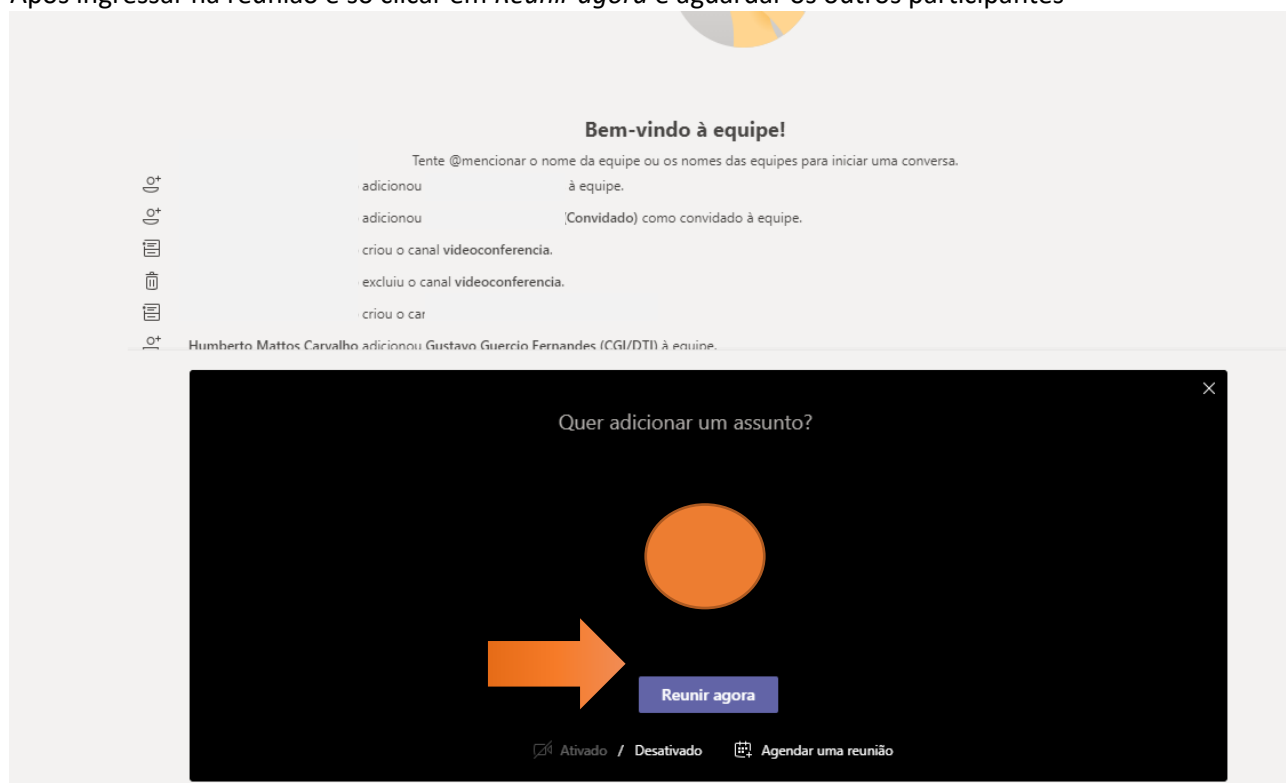 Após ingressar na reunião é só clicar em Reunir agora e aguardar os outros participantes
Bem-vindo à equipe!
Tente @mencionar o nome da equipe ou os nomes das equipes para iniciar uma conversa.
adicionou à equipe.
adicionou (Convidado) como convidado à equipe.
criou o canal videoconferencia.
excluiu o canal videoconferencia.
criou o car
Humberto Mattos Carvalho adicionou Gustavo Guercio Fernandes (CGI/DTI) à equipe.
Quer adicionar um assunto?
Reunir agora
Ativado / Desativado Agendar uma reunião